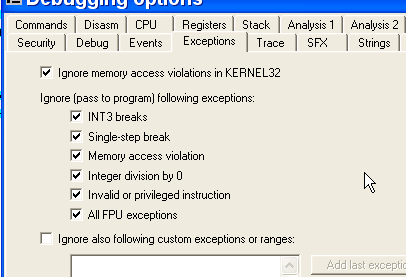 Debugging options
Commands Disasm CPU Registers Stack Analysis 1 Analysis 2
Security Debug Events Exceptions Trace SFX Strings
Ignore memory access violations in KERNEL32
Ignore (pass to program) following exceptions:
INT3 breaks
Single-step break
Memory access violation
Integer division by 0
Invalid or privileged instruction
All FPU exceptions
Ignore also following custom exceptions or ranges:
Add last exceptio